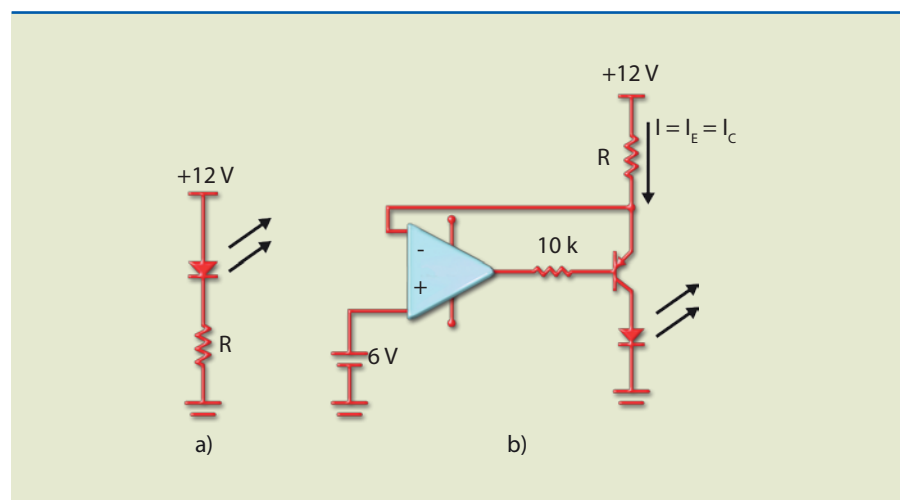 +12 V
I = I_E = I_C
R
+12 V
10 k
-
+
R
6 V
a)
b)